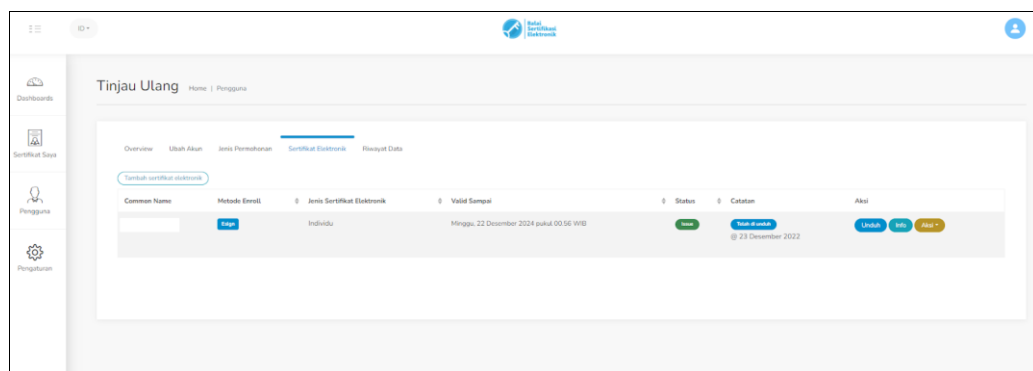 ID
Balai
Sertifikasi
Elektronik
Dashboards
Sertifikat Saya
Pengguna
Pengaturan
Tinjau Ulang Home | Pengguna
Overview Ubah Akun Jenis Permohonan Sertifikat Elektronik Riwayat Data
Tambah sertifikat elektronik
Common Name Metode Enroll Jenis Sertifikat Elektronik Valid Sampai Status Catatan Aksi
Esign Individu Minggu, 22 Desember 2024 pukul 00.56 WIB Issue Telah di unduh Unduh Info Aksi
@ 23 Desember 2022